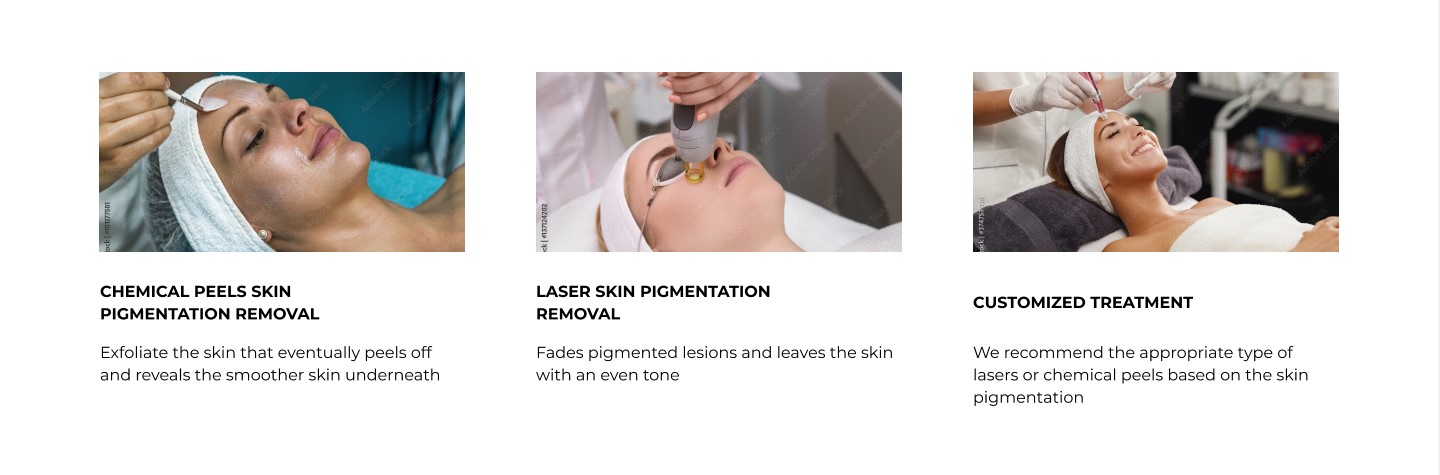 CHEMICAL PEELS SKIN
PIGMENTATION REMOVAL
Exfoliate the skin that eventually peels off
and reveals the smoother skin underneath
LASER SKIN PIGMENTATION
REMOVAL
Fades pigmented lesions and leaves the skin
with an even tone
CUSTOMIZED TREATMENT
We recommend the appropriate type of
lasers or chemical peels based on the skin
pigmentation